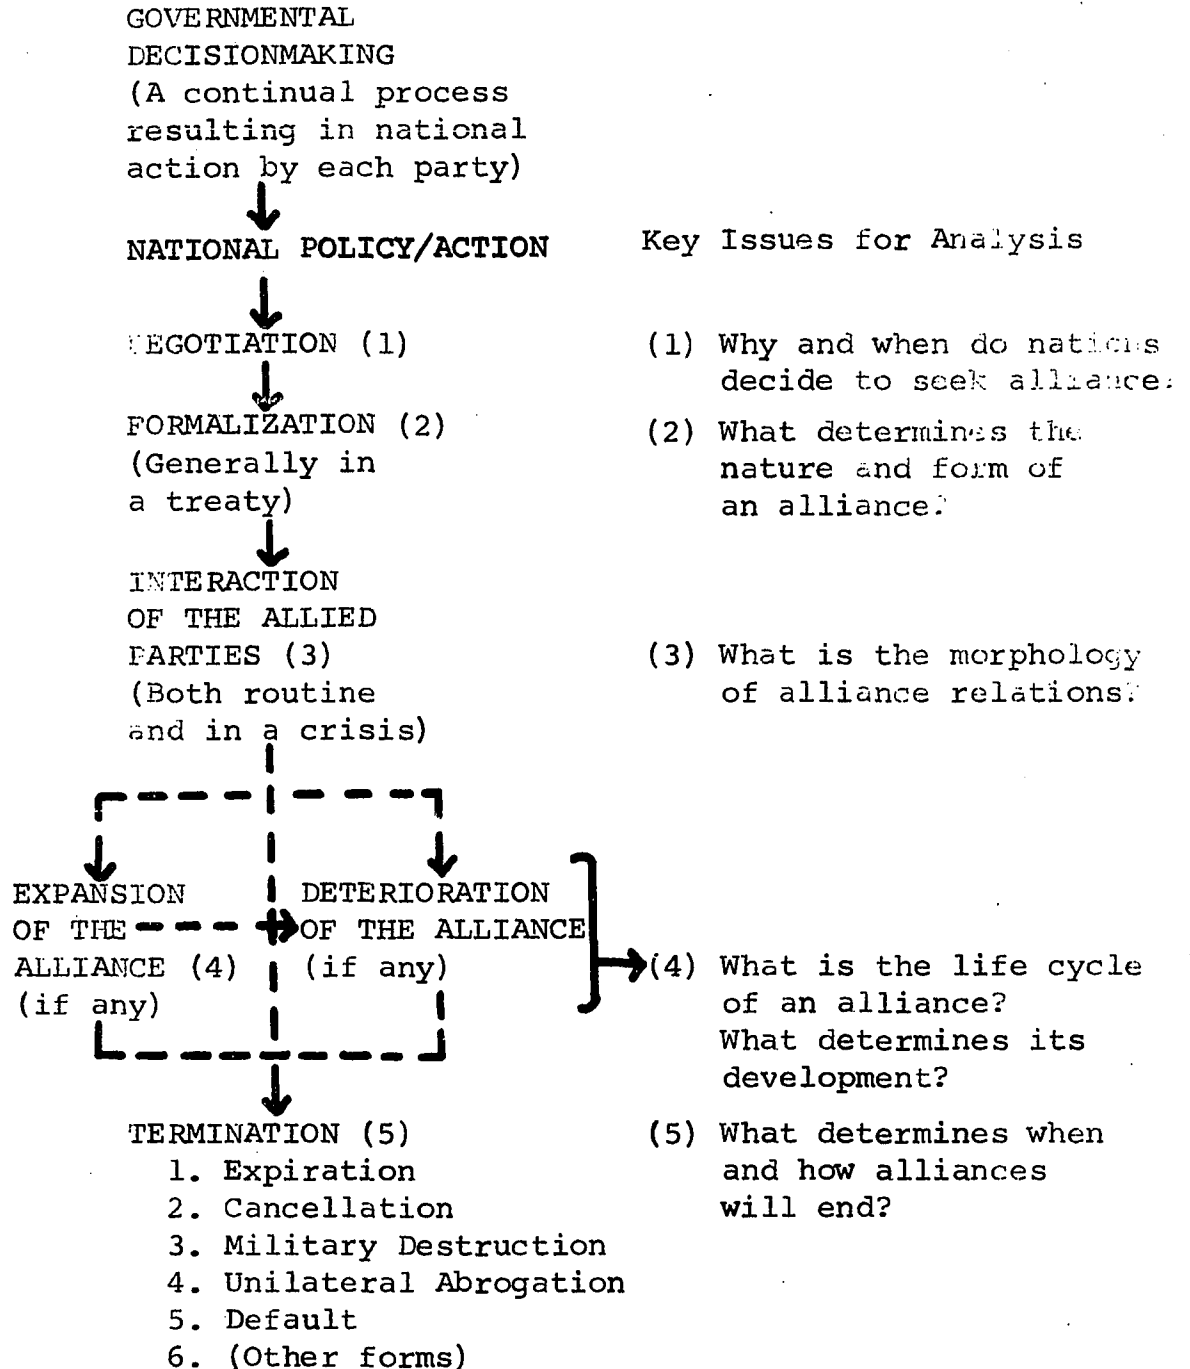 GOVERNMENTAL
DECISIONMAKING
(A continual process
resulting in national
action by each party)
NATIONAL POLICY/ACTION
Key Issues for Analysis
NEGOTIATION (1)
(1) Why and when do nations
decide to seek alliance?
FORMALIZATION (2)
(Generally in
a treaty)
(2) What determines the
nature and form of
an alliance?
INTERACTION
OF THE ALLIED
PARTIES (3)
(Both routine
and in a crisis)
(3) What is the morphology
of alliance relations?
EXPANSION
OF THE
ALLIANCE (4)
(if any)
DETERIORATION
OF THE ALLIANCE
(if any)
(4) What is the life cycle
of an alliance?
What determines its
development?
TERMINATION (5)
1. Expiration
2. Cancellation
3. Military Destruction
4. Unilateral Abrogation
5. Default
6. (Other forms)
(5) What determines when
and how alliances
will end?